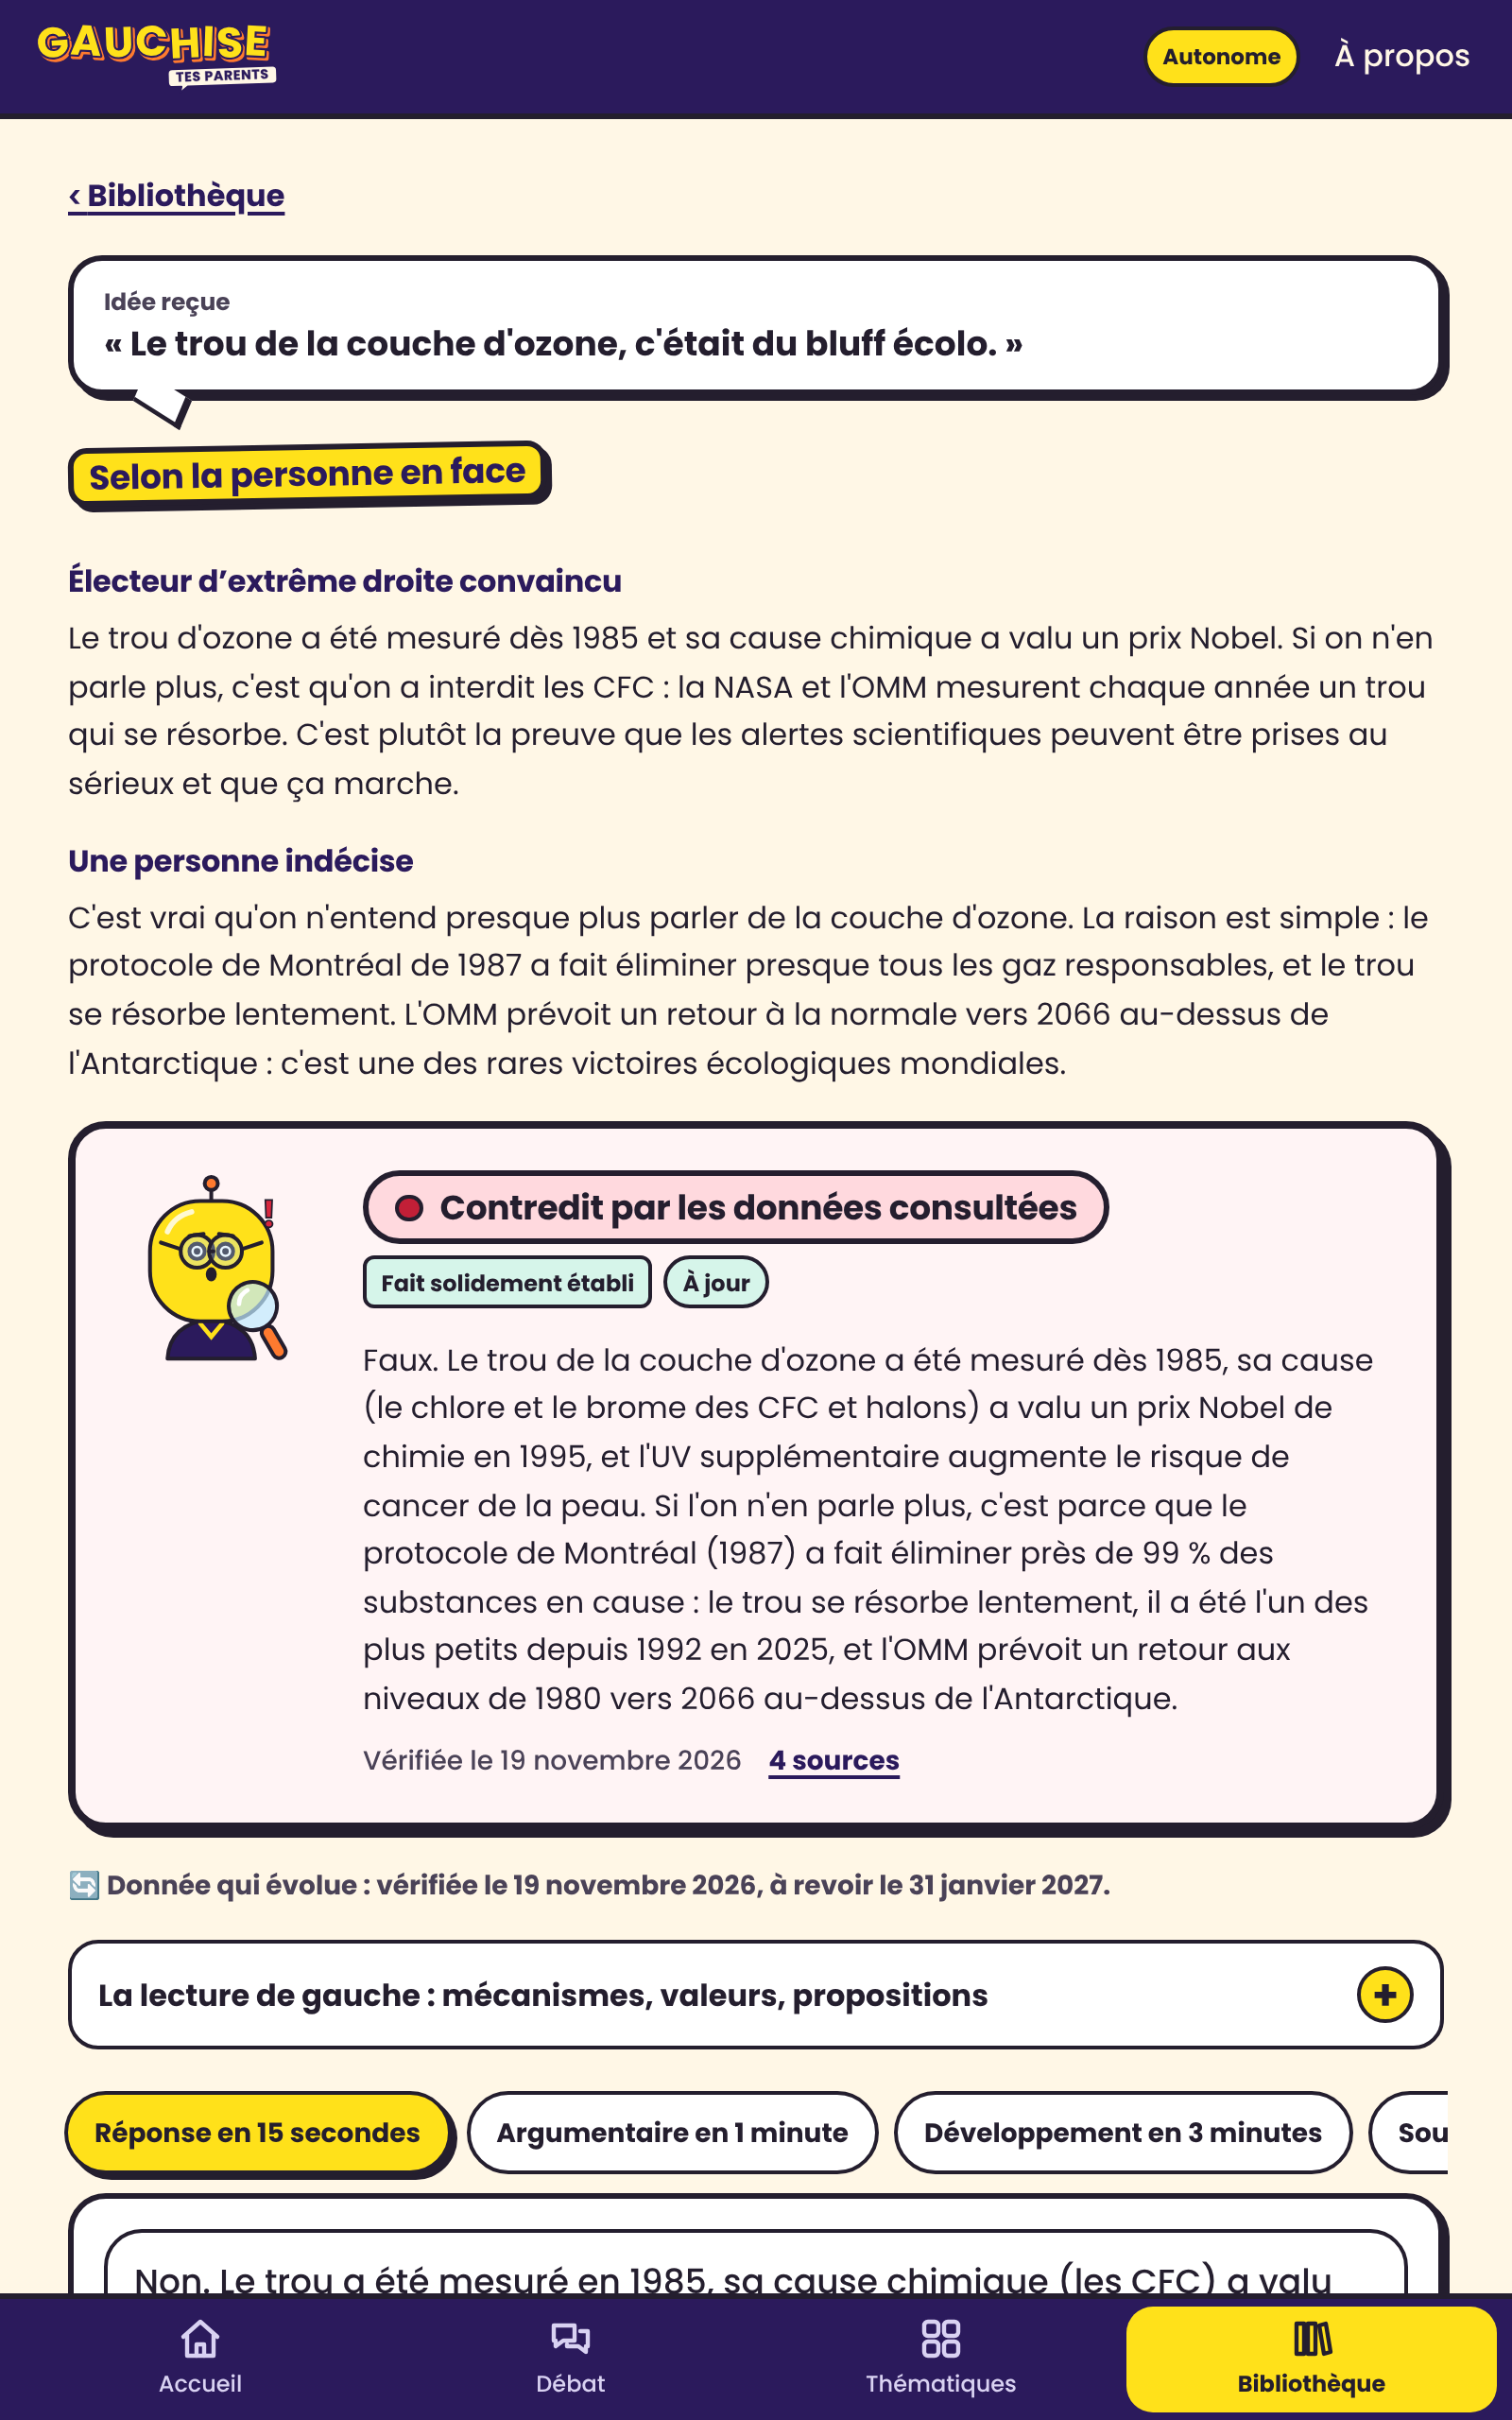 GAUCHISE
TES PARENTS
Autonome
À propos
‹ Bibliothèque
Idée reçue
« Le trou de la couche d'ozone, c'était du bluff écolo. »
Selon la personne en face
Électeur d’extrême droite convaincu
Le trou d'ozone a été mesuré dès 1985 et sa cause chimique a valu un prix Nobel. Si on n'en
parle plus, c'est qu'on a interdit les CFC : la NASA et l'OMM mesurent chaque année un trou
qui se résorbe. C'est plutôt la preuve que les alertes scientifiques peuvent être prises au
sérieux et que ça marche.
Une personne indécise
C'est vrai qu'on n'entend presque plus parler de la couche d'ozone. La raison est simple : le
protocole de Montréal de 1987 a fait éliminer presque tous les gaz responsables, et le trou
se résorbe lentement. L'OMM prévoit un retour à la normale vers 2066 au-dessus de
l'Antarctique : c'est une des rares victoires écologiques mondiales.
!
Contredit par les données consultées
Fait solidement établi
À jour
Faux. Le trou de la couche d'ozone a été mesuré dès 1985, sa cause
(le chlore et le brome des CFC et halons) a valu un prix Nobel de
chimie en 1995, et l'UV supplémentaire augmente le risque de
cancer de la peau. Si l'on n'en parle plus, c'est parce que le
protocole de Montréal (1987) a fait éliminer près de 99 % des
substances en cause : le trou se résorbe lentement, il a été l'un des
plus petits depuis 1992 en 2025, et l'OMM prévoit un retour aux
niveaux de 1980 vers 2066 au-dessus de l'Antarctique.
Vérifiée le 19 novembre 2026 4 sources
🔄 Donnée qui évolue : vérifiée le 19 novembre 2026, à revoir le 31 janvier 2027.
La lecture de gauche : mécanismes, valeurs, propositions
+
Réponse en 15 secondes
Argumentaire en 1 minute
Développement en 3 minutes
Sou
Non. Le trou a été mesuré en 1985, sa cause chimique (les CFC) a valu
Accueil
Débat
Thématiques
Bibliothèque